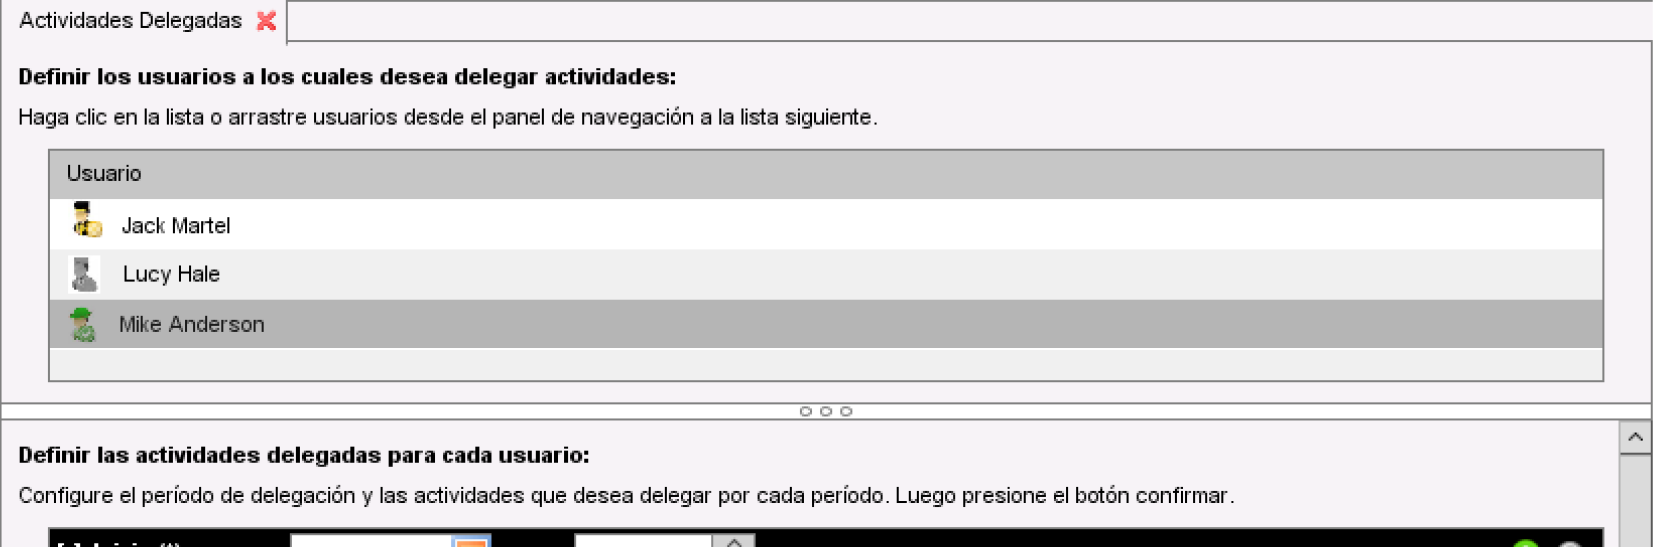 Actividades Delegadas
Definir los usuarios a los cuales desea delegar actividades:
Haga clic en la lista o arrastre usuarios desde el panel de navegación a la lista siguiente.
Usuario
Jack Martel
Lucy Hale
Mike Anderson
Definir las actividades delegadas para cada usuario:
Configure el período de delegación y las actividades que desea delegar por cada período. Luego presione el botón confirmar.